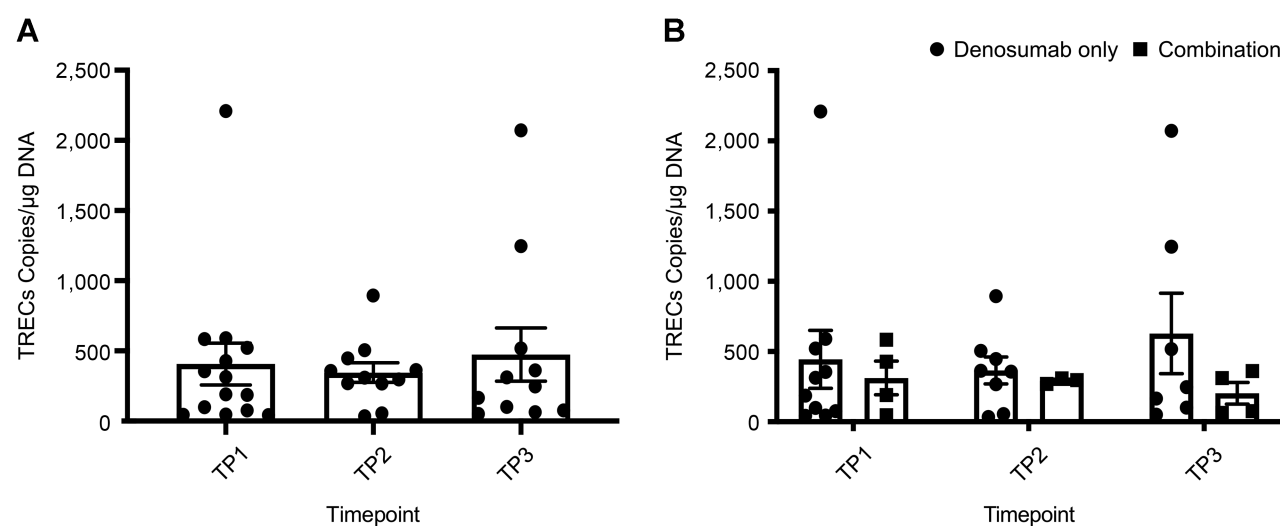 A
2,500
2,000
1,500
1,000
500
0
TRECs Copies/µg DNA
TP1
TP2
TP3
Timepoint
B
Denosumab only
Combination
2,500
2,000
1,500
1,000
500
0
TRECs Copies/µg DNA
TP1
TP2
TP3
Timepoint